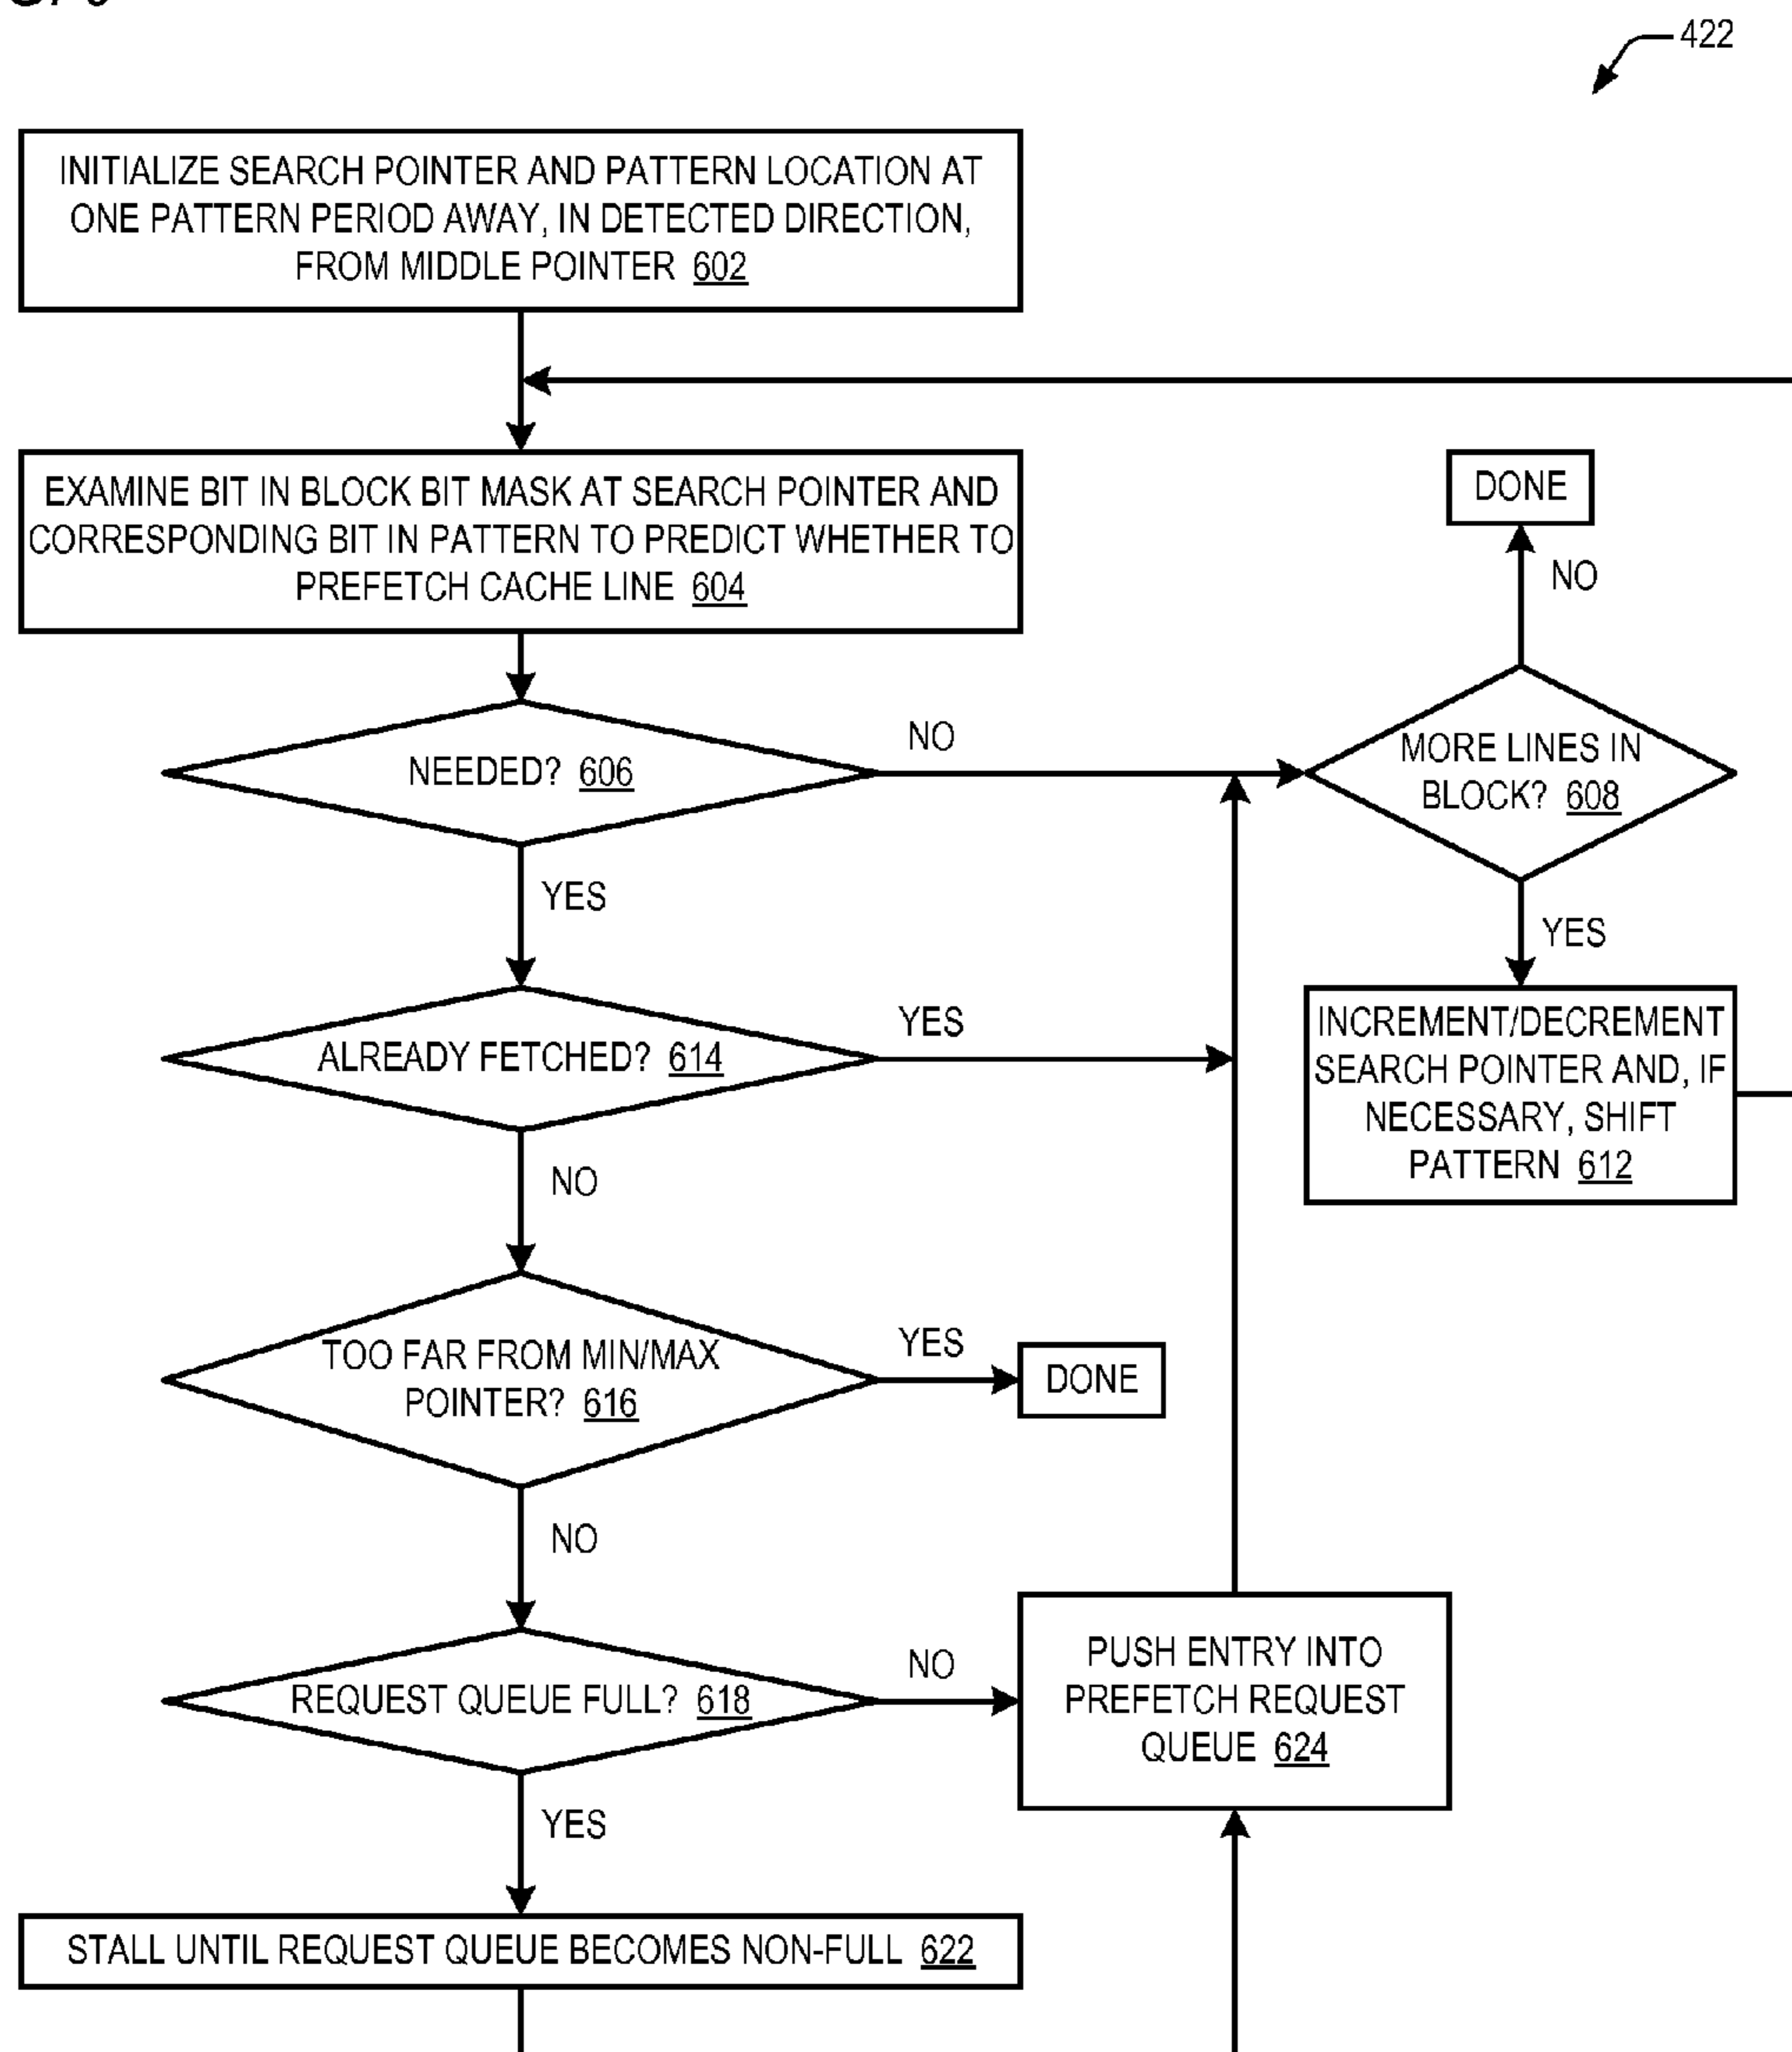 422
INITIALIZE SEARCH POINTER AND PATTERN LOCATION AT
ONE PATTERN PERIOD AWAY, IN DETECTED DIRECTION,
FROM MIDDLE POINTER 602
EXAMINE BIT IN BLOCK BIT MASK AT SEARCH POINTER AND
CORRESPONDING BIT IN PATTERN TO PREDICT WHETHER TO
PREFETCH CACHE LINE 604
DONE
NO
NEEDED? 606
NO
MORE LINES IN
BLOCK? 608
YES
YES
INCREMENT/DECREMENT
SEARCH POINTER AND, IF
NECESSARY, SHIFT
PATTERN 612
ALREADY FETCHED? 614
YES
NO
TOO FAR FROM MIN/MAX
POINTER? 616
YES
DONE
NO
REQUEST QUEUE FULL? 618
NO
PUSH ENTRY INTO
PREFETCH REQUEST
QUEUE 624
YES
STALL UNTIL REQUEST QUEUE BECOMES NON-FULL 622